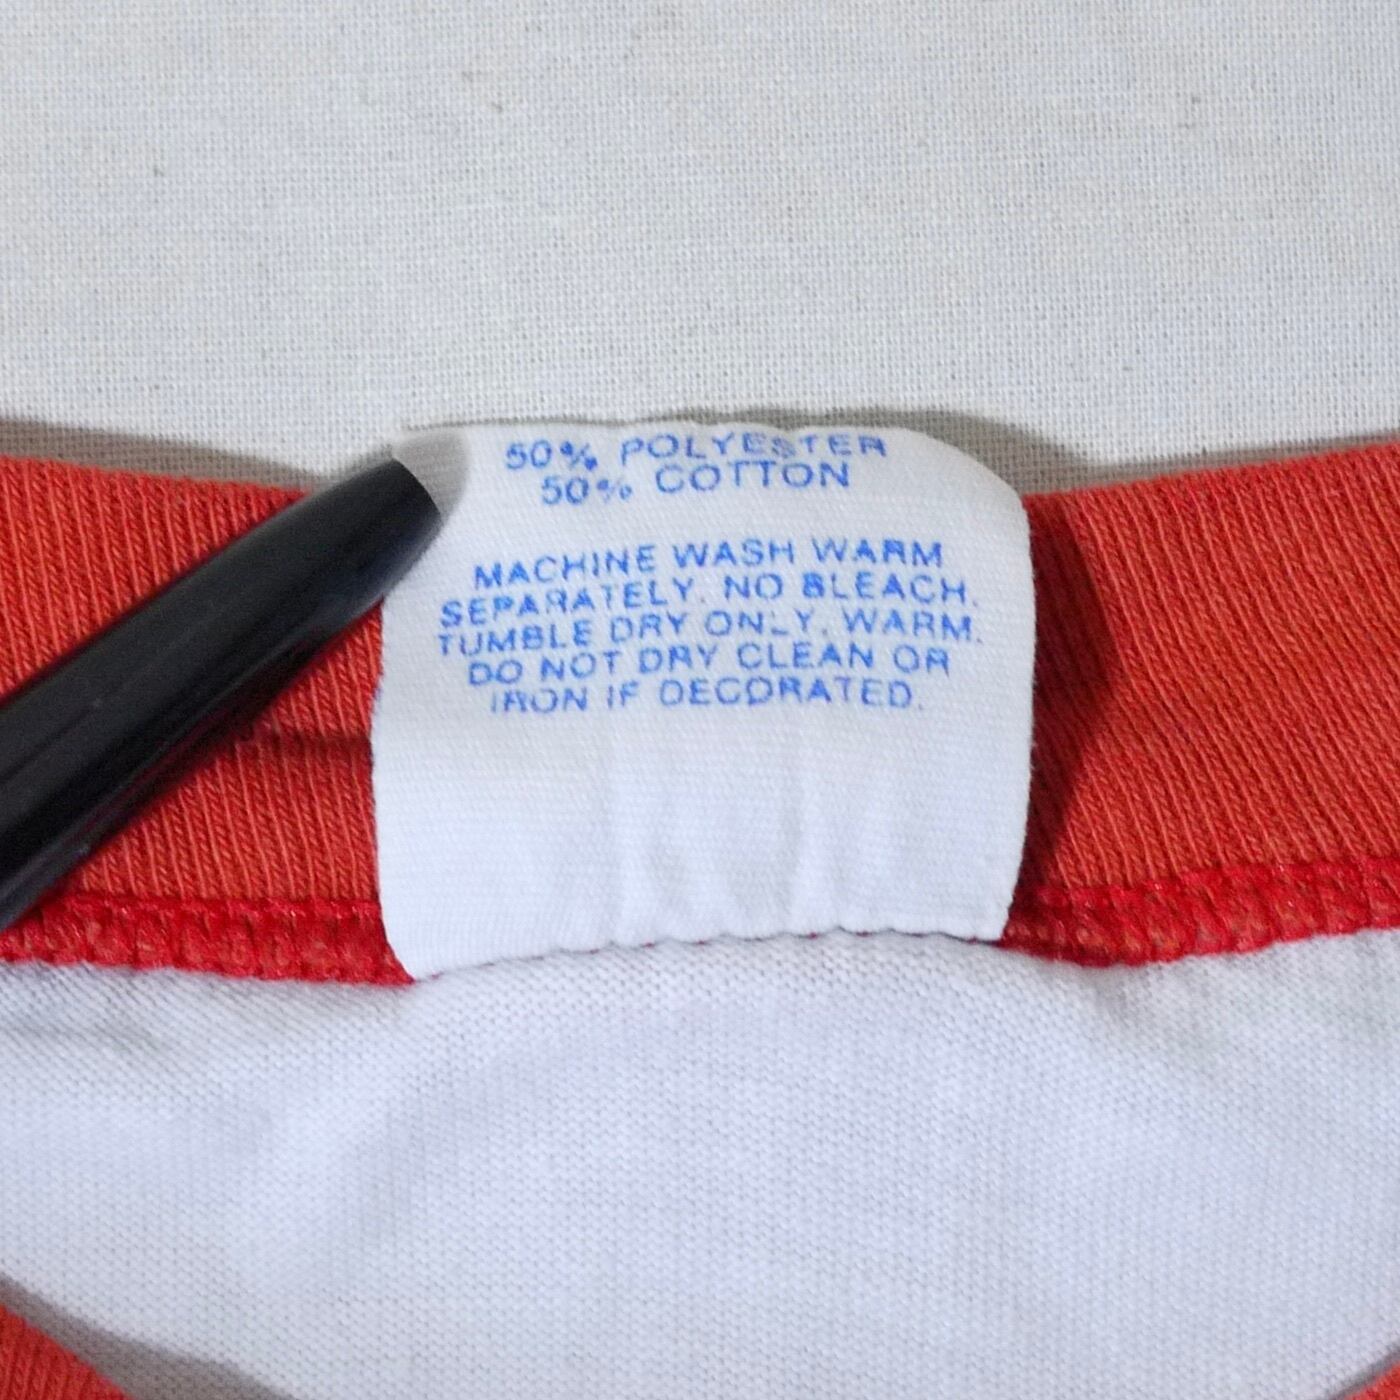 50% POLYESTER
50% COTTON
MACHINE WASH WARM
SEPARATELY. NO BLEACH.
TUMBLE DRY ONLY, WARM.
DO NOT DRY CLEAN OR
IRON IF DECORATED.